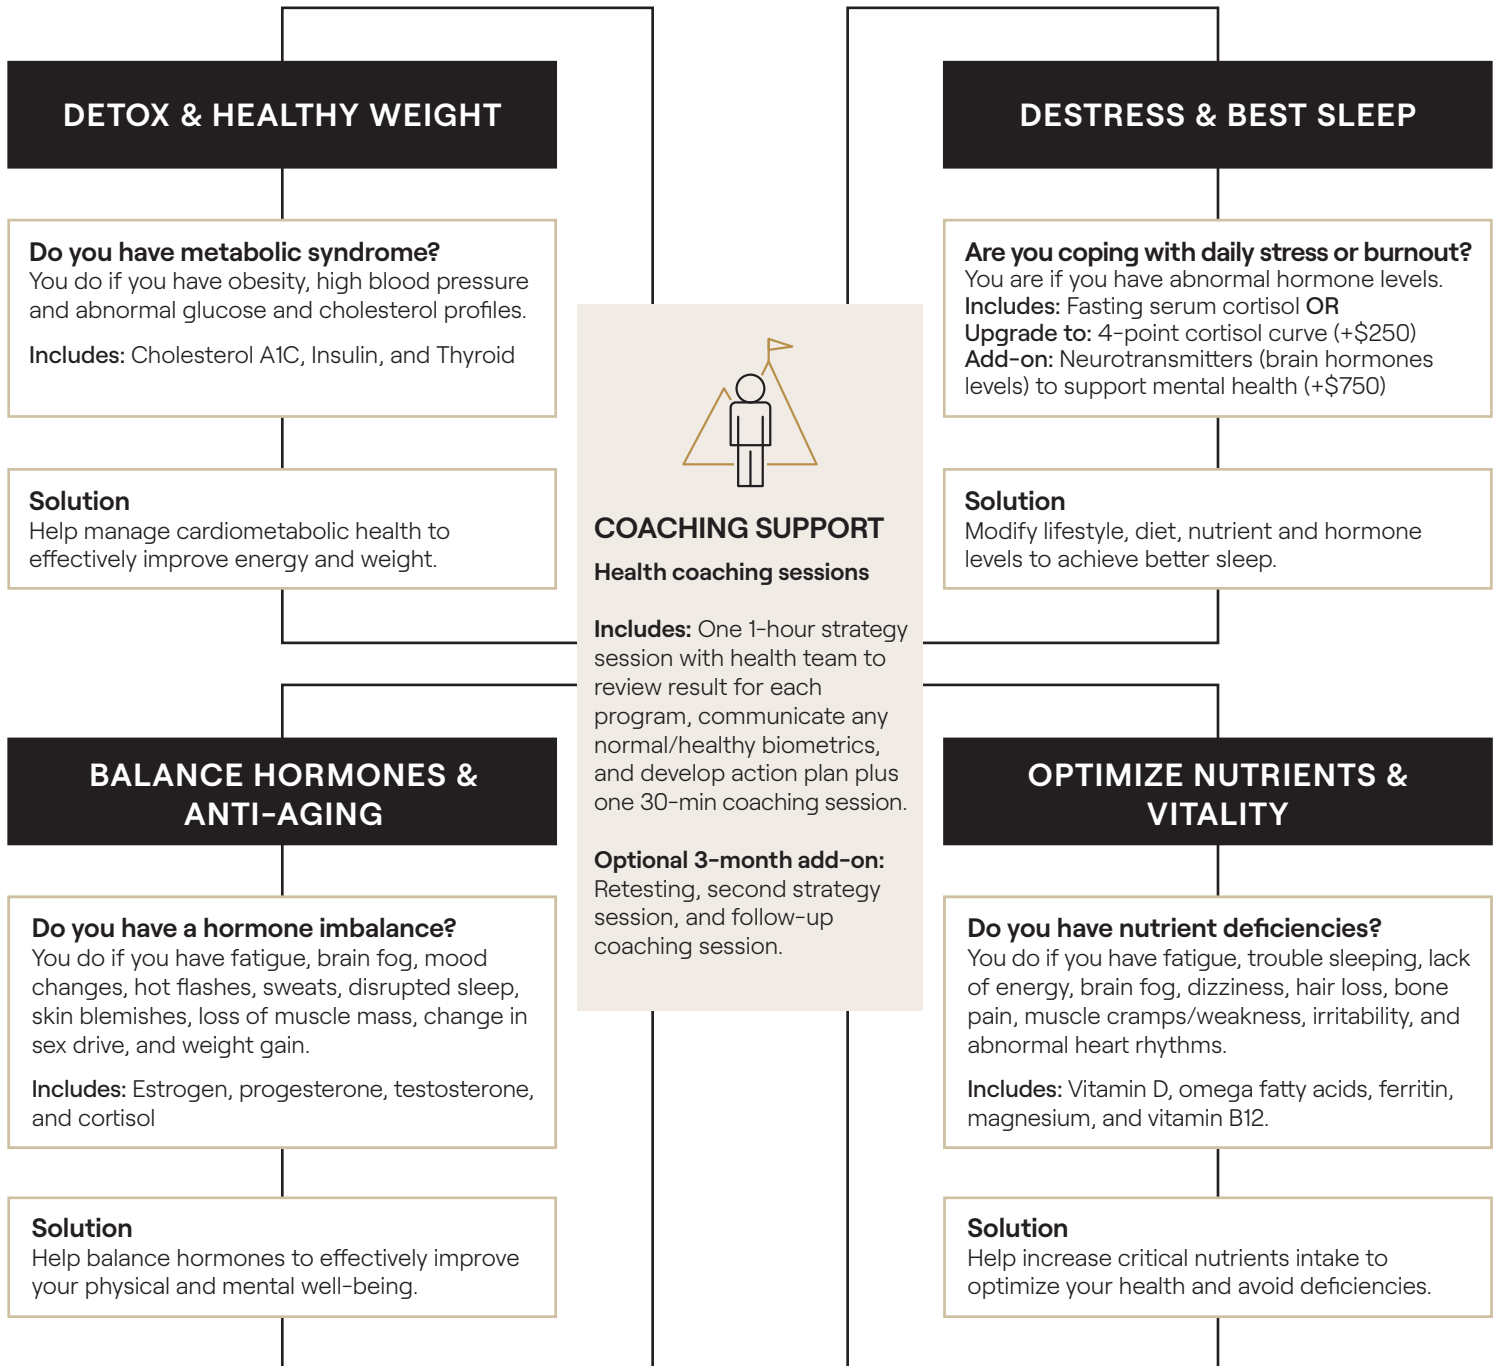 DETOX & HEALTHY WEIGHT
Do you have metabolic syndrome?
You do if you have obesity, high blood pressure
and abnormal glucose and cholesterol profiles.
Includes: Cholesterol A1C, Insulin, and Thyroid
Solution
Help manage cardiometabolic health to
effectively improve energy and weight.
DESTRESS & BEST SLEEP
Are you coping with daily stress or burnout?
You are if you have abnormal hormone levels.
Includes: Fasting serum cortisol OR
Upgrade to: 4-point cortisol curve (+$250)
Add-on: Neurotransmitters (brain hormones
levels) to support mental health (+$750)
Solution
Modify lifestyle, diet, nutrient and hormone
levels to achieve better sleep.
COACHING SUPPORT
Health coaching sessions
Includes: One 1-hour strategy
session with health team to
review result for each
program, communicate any
normal/healthy biometrics,
and develop action plan plus
one 30-min coaching session.
Optional 3-month add-on:
Retesting, second strategy
session, and follow-up
coaching session.
BALANCE HORMONES &
ANTI-AGING
Do you have a hormone imbalance?
You do if you have fatigue, brain fog, mood
changes, hot flashes, sweats, disrupted sleep,
skin blemishes, loss of muscle mass, change in
sex drive, and weight gain.
Includes: Estrogen, progesterone, testosterone,
and cortisol
Solution
Help balance hormones to effectively improve
your physical and mental well-being.
OPTIMIZE NUTRIENTS &
VITALITY
Do you have nutrient deficiencies?
You do if you have fatigue, trouble sleeping, lack
of energy, brain fog, dizziness, hair loss, bone
pain, muscle cramps/weakness, irritability, and
abnormal heart rhythms.
Includes: Vitamin D, omega fatty acids, ferritin,
magnesium, and vitamin B12.
Solution
Help increase critical nutrients intake to
optimize your health and avoid deficiencies.